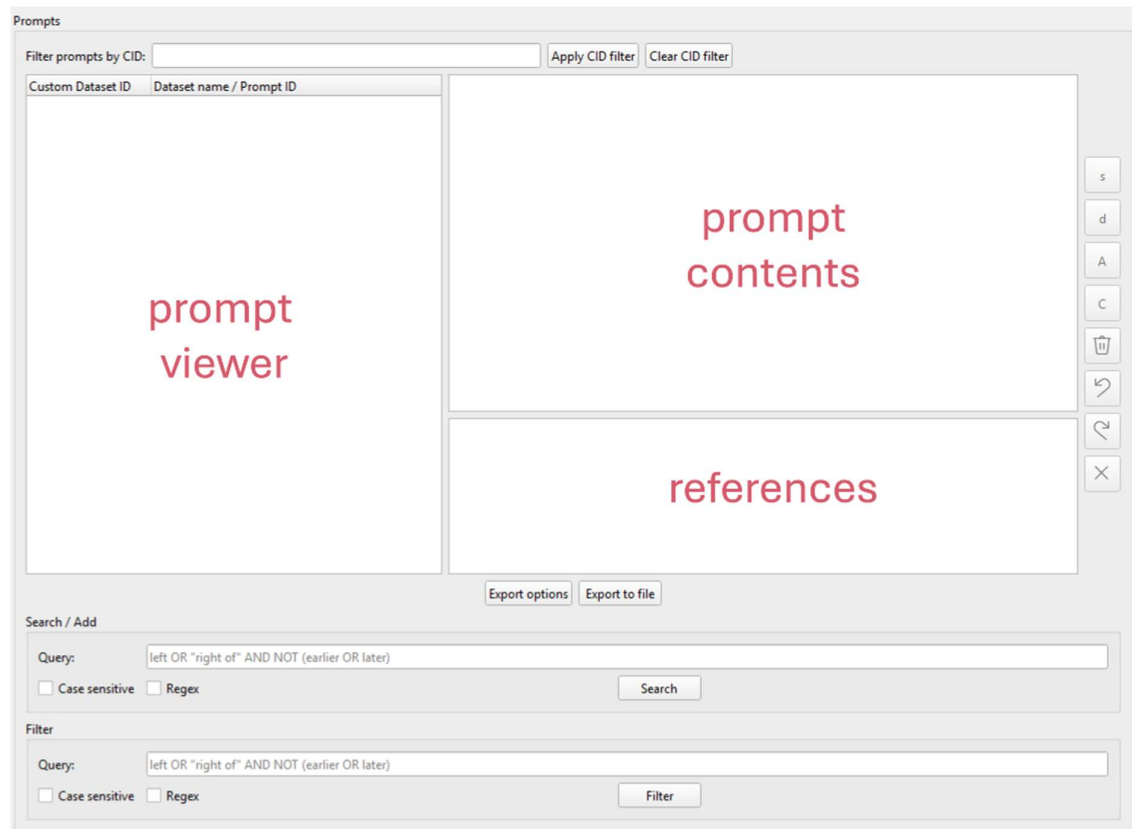 Prompts
Filter prompts by CID:
Apply CID filter
Clear CID filter
Custom Dataset ID
Dataset name / Prompt ID
prompt
viewer
prompt
contents
references
s
d
A
C
Export options
Export to file
Search / Add
Query:
left OR "right of" AND NOT (earlier OR later)
Case sensitive
Regex
Search
Filter
Query:
left OR "right of" AND NOT (earlier OR later)
Case sensitive
Regex
Filter